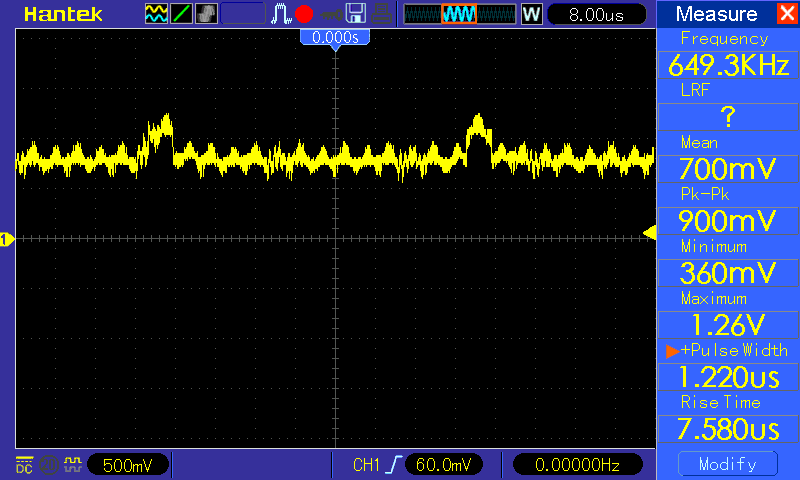 Hantek
W
8.00us
Measure
0.000s
Frequency
649.3KHz
LRF
?
Mean
700mV
Pk-Pk
900mV
Minimum
360mV
Maximum
1.26V
+Pulse Width
1.220us
Rise Time
7.580us
1
DC
500mV
CH1
60.0mV
0.00000Hz
Modify